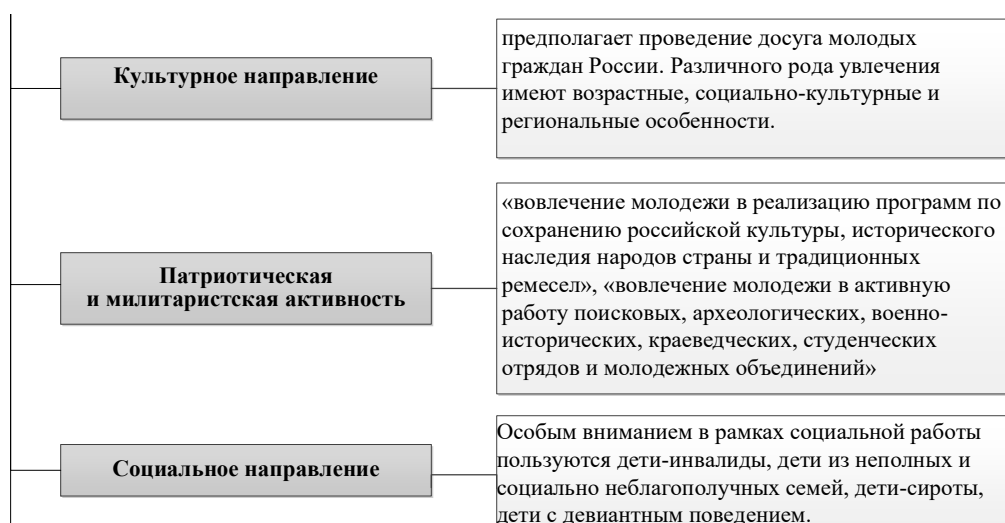 Культурное направление
предполагает проведение досуга молодых
граждан России. Различного рода увлечения
имеют возрастные, социально-культурные и
региональные особенности.
Патриотическая
и милитаристская активность
«вовлечение молодежи в реализацию программ по
сохранению российской культуры, исторического
наследия народов страны и традиционных
ремесел», «вовлечение молодежи в активную
работу поисковых, археологических, военно-
исторических, краеведческих, студенческих
отрядов и молодежных объединений»
Социальное направление
Особым вниманием в рамках социальной работы
пользуются дети-инвалиды, дети из неполных и
социально неблагополучных семей, дети-сироты,
дети с девиантным поведением.